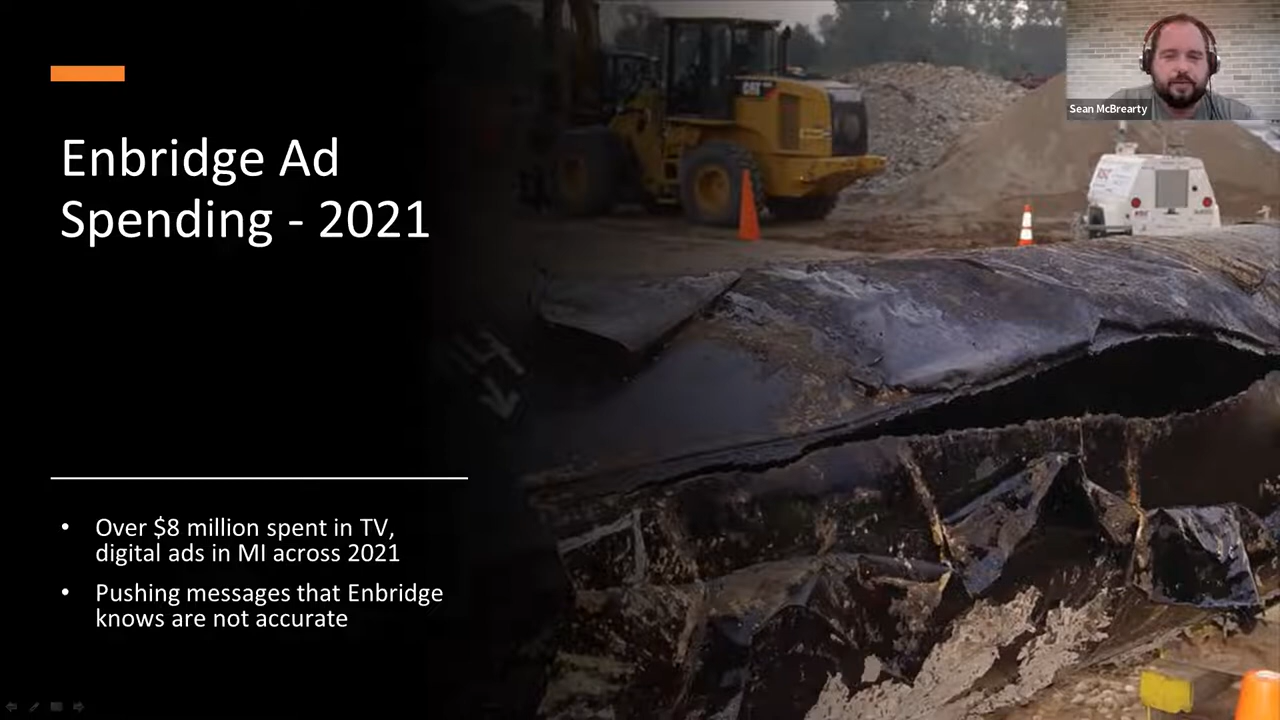 Enbridge Ad
Spending - 2021
• Over $8 million spent in TV,
digital ads in MI across 2021
• Pushing messages that Enbridge
knows are not accurate
Sean McBrearty
CAT
14